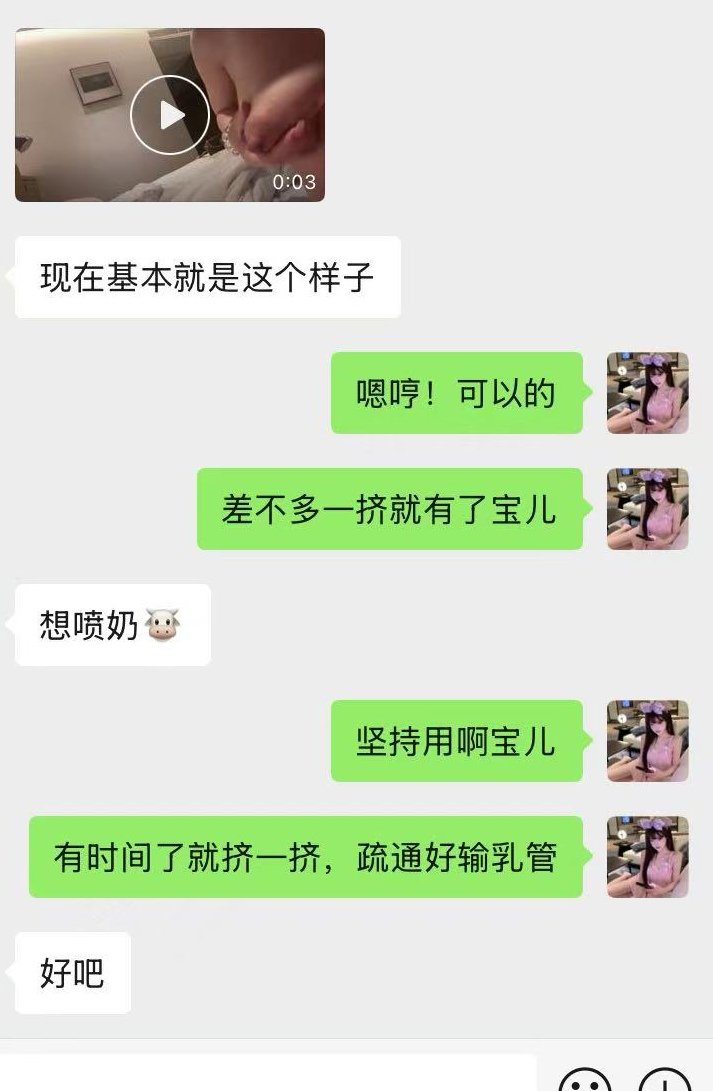 0:03
现在基本就是这个样子
嗯哼！可以的
差不多一挤就有了宝儿
想喷奶🐮
坚持用啊宝儿
有时间了就挤一挤，疏通好输乳管
好吧